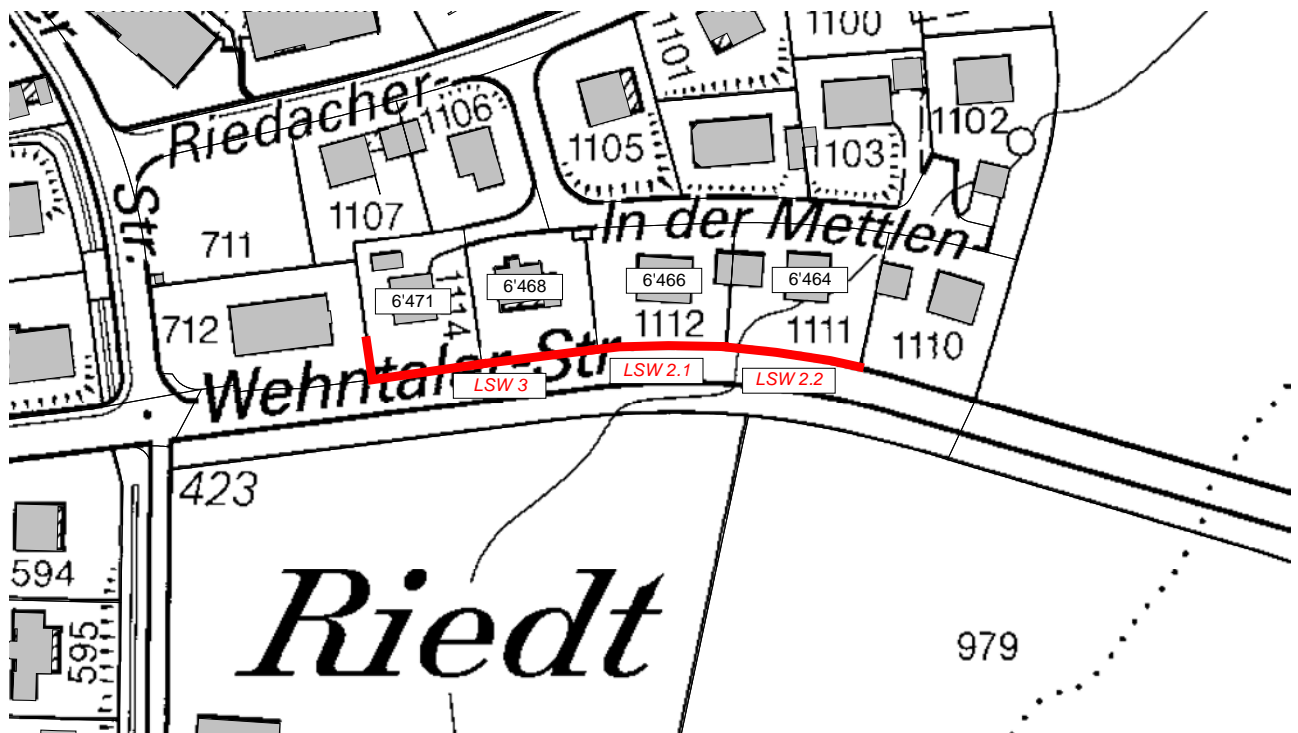 1100
1101
Riedacher-
1106
1102
1105
1103
Str.
1107
711
In der Mettlen
6'471
6'468
6'466
6'464
1114
712
1112
1111
1110
Wehntaler-Str
LSW 3
LSW 2.1
LSW 2.2
423
594
Riedt
595
979